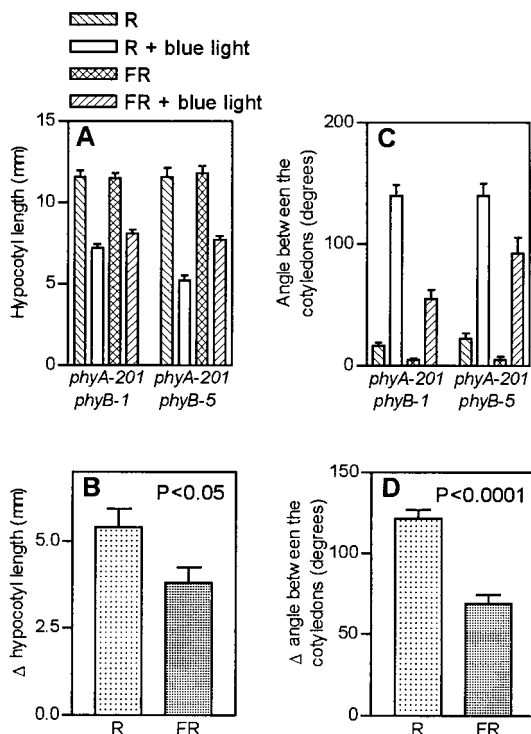 R
R + blue light
FR
FR + blue light
A
Hypocotyl length (mm)
15
10
5
0
phyA-201 phyA-201
phyB-1 phyB-5
C
Angle between the
cotyledons (degrees)
200
100
0
phyA-201 phyA-201
phyB-1 phyB-5
B
P<0.05
Δ hypocotyl length (mm)
5.0
2.5
0.0
R FR
D
P<0.0001
Δ angle between the
cotyledons (degrees)
150
100
50
0
R FR